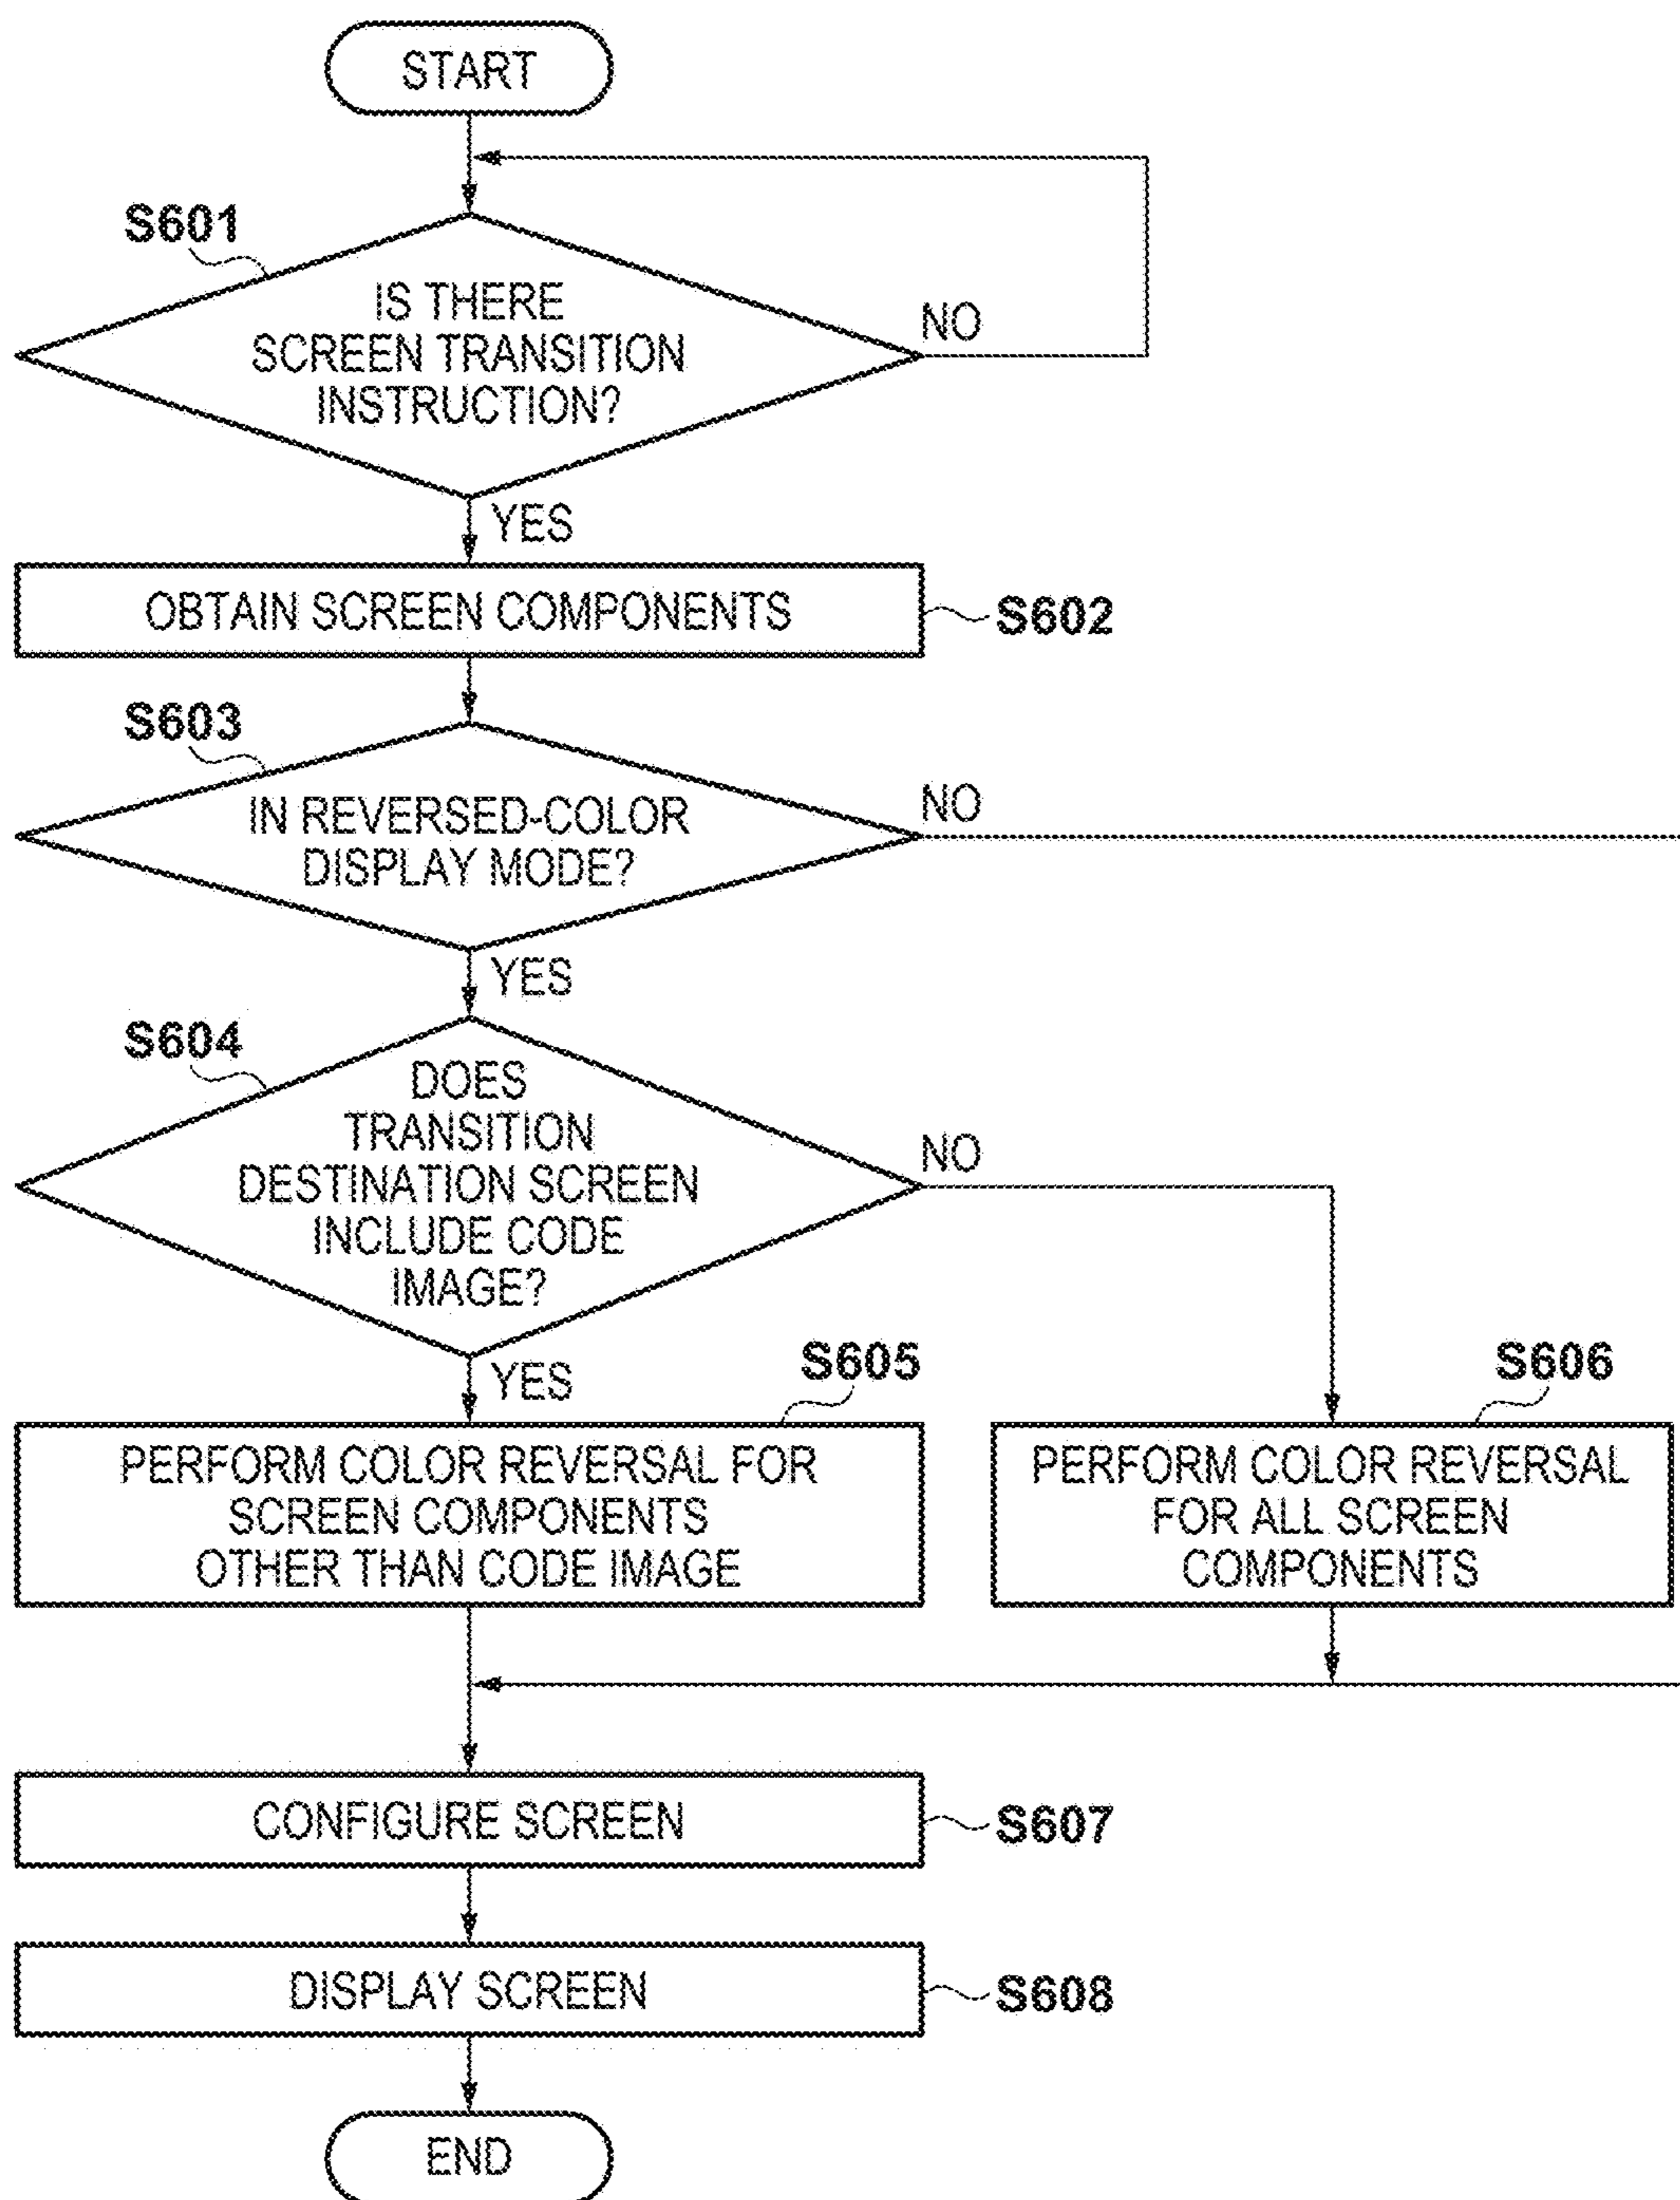 START
S601
IS THERE
SCREEN TRANSITION
INSTRUCTION?
NO
YES
OBTAIN SCREEN COMPONENTS
S602
S603
IN REVERSED-COLOR
DISPLAY MODE?
NO
YES
S604
DOES
TRANSITION
DESTINATION SCREEN
INCLUDE CODE
IMAGE?
NO
YES
S605
PERFORM COLOR REVERSAL FOR
SCREEN COMPONENTS
OTHER THAN CODE IMAGE
S606
PERFORM COLOR REVERSAL
FOR ALL SCREEN
COMPONENTS
CONFIGURE SCREEN
S607
DISPLAY SCREEN
S608
END